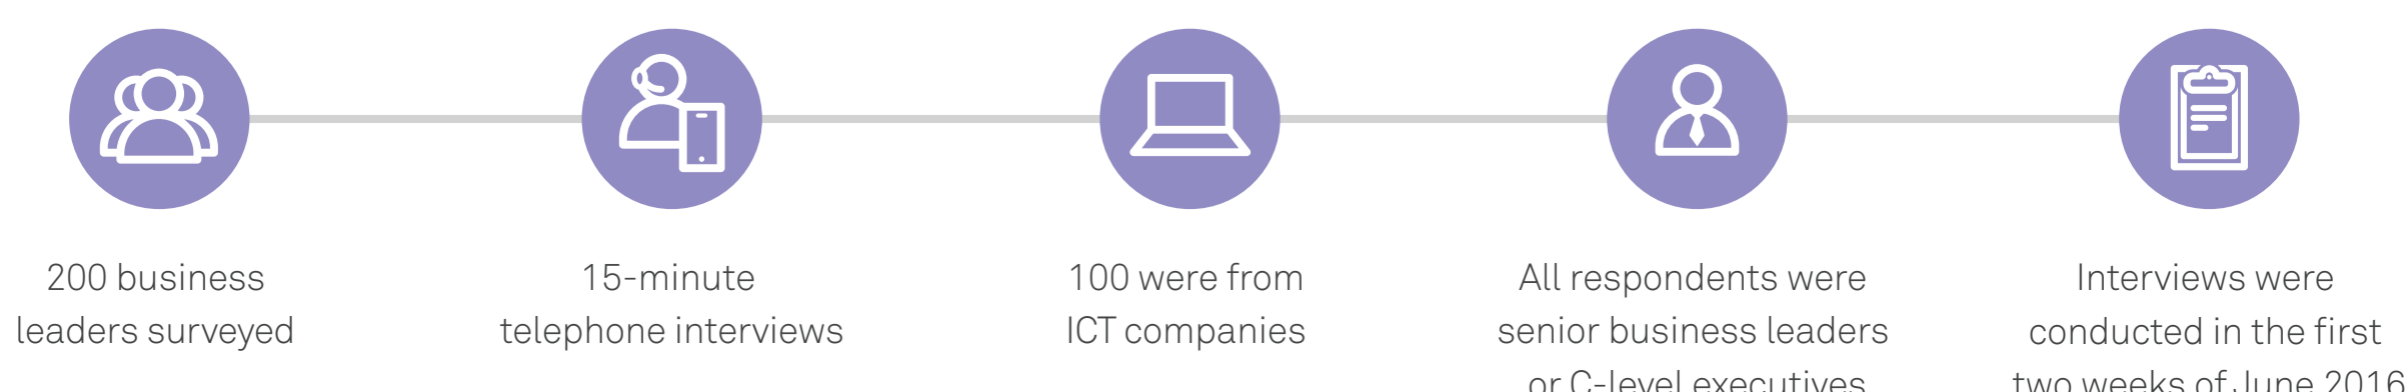 200 business
leaders surveyed
15-minute
telephone interviews
100 were from
ICT companies
All respondents were
senior business leaders
or C-level executives
Interviews were
conducted in the first
two weeks of June 2016